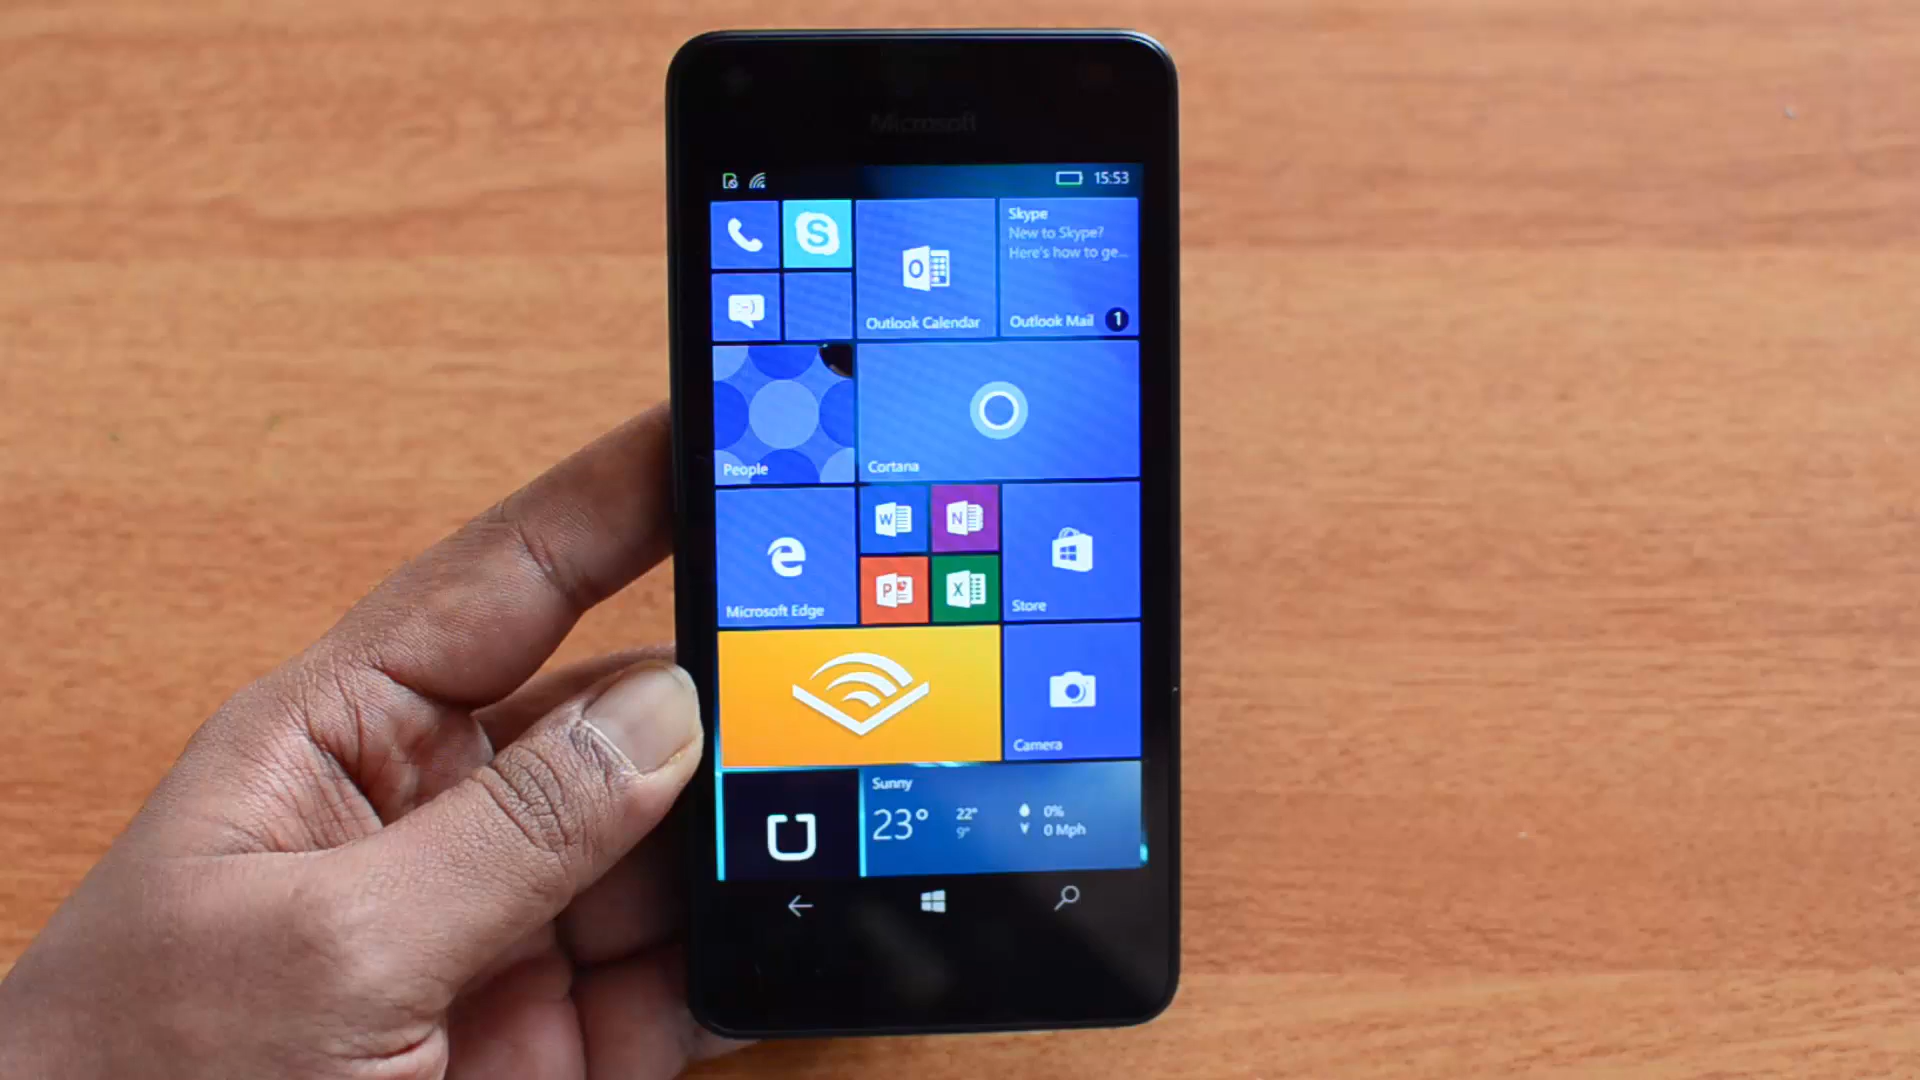 Microsoft
15:53
S
O
Outlook Calendar
Skype
New to Skype?
Here's how to ge...
Outlook Mail 1
:-)
People
Cortana
Microsoft Edge
W
N
P
X
Store
Camera
Sunny
23° 22° 0%
9° 0 Mph